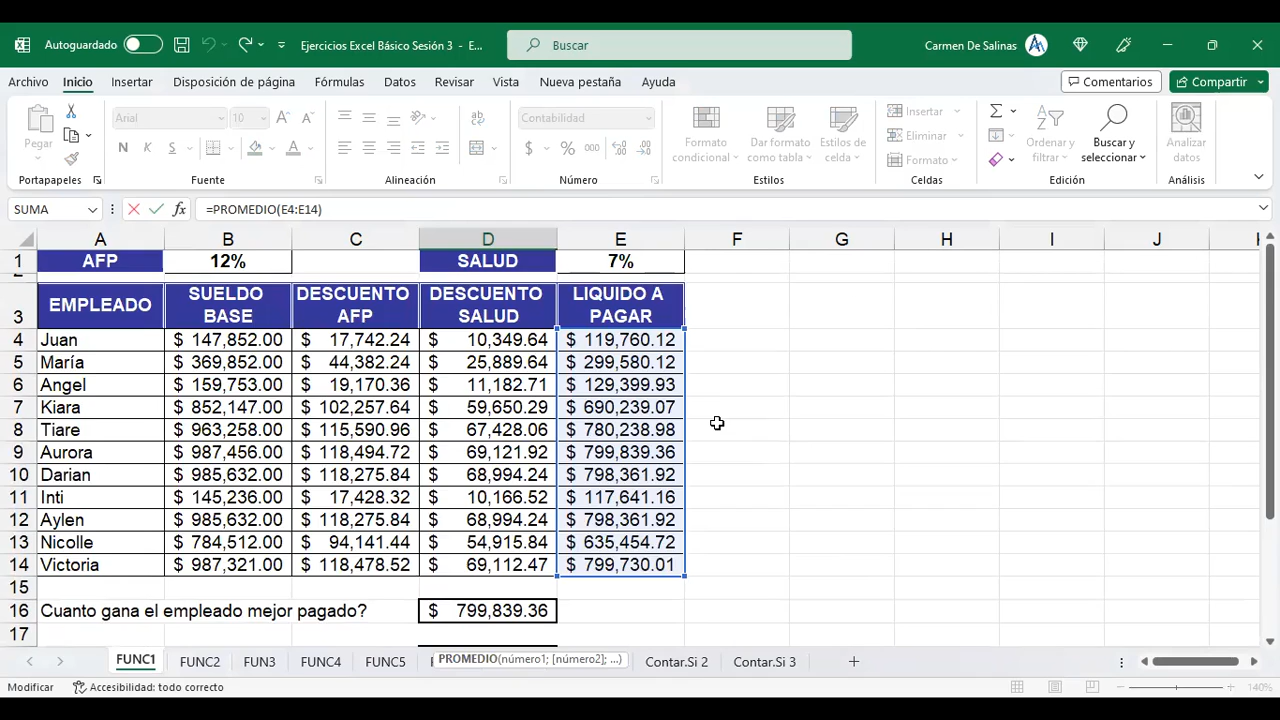 Autoguardado
Ejercicios Excel Básico Sesión 3 - E...
Buscar
Carmen De Salinas
Archivo Inicio Insertar Disposición de página Fórmulas Datos Revisar Vista Nueva pestaña Ayuda Comentarios Compartir
Pegar
Portapapeles
Arial 10
N K S
A
Fuente
ab
Alineación
Contabilidad
$ % 000
Número
Formato condicional
Dar formato como tabla
Estilos de celda
Estilos
Insertar
Eliminar
Formato
Celdas
Ordenar y filtrar
Buscar y seleccionar
Edición
Analizar datos
Análisis
SUMA fx =PROMEDIO(E4:E14)
A B C D E F G H I J
1 AFP 12% SALUD 7%
3 EMPLEADO SUELDO BASE DESCUENTO AFP DESCUENTO SALUD LIQUIDO A PAGAR
4 Juan $ 147,852.00 $ 17,742.24 $ 10,349.64 $ 119,760.12
5 María $ 369,852.00 $ 44,382.24 $ 25,889.64 $ 299,580.12
6 Angel $ 159,753.00 $ 19,170.36 $ 11,182.71 $ 129,399.93
7 Kiara $ 852,147.00 $ 102,257.64 $ 59,650.29 $ 690,239.07
8 Tiare $ 963,258.00 $ 115,590.96 $ 67,428.06 $ 780,238.98
9 Aurora $ 987,456.00 $ 118,494.72 $ 69,121.92 $ 799,839.36
10 Darian $ 985,632.00 $ 118,275.84 $ 68,994.24 $ 798,361.92
11 Inti $ 145,236.00 $ 17,428.32 $ 10,166.52 $ 117,641.16
12 Aylen $ 985,632.00 $ 118,275.84 $ 68,994.24 $ 798,361.92
13 Nicolle $ 784,512.00 $ 94,141.44 $ 54,915.84 $ 635,454.72
14 Victoria $ 987,321.00 $ 118,478.52 $ 69,112.47 $ 799,730.01
15
16 Cuanto gana el empleado mejor pagado? $ 799,839.36
17
FUNC1 FUNC2 FUN3 FUNC4 FUNC5 PROMEDIO(número1; [número2]; ...) Contar.Si 2 Contar.Si 3
Modificar Accesibilidad: todo correcto 140%